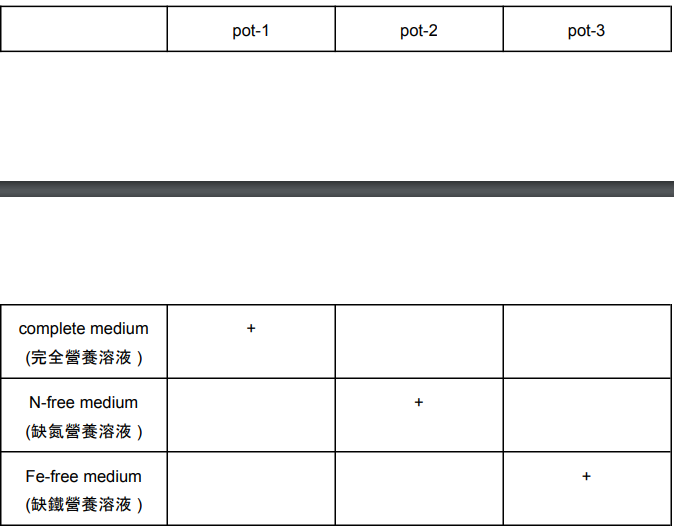 pot-1 pot-2 pot-3
complete medium +
(完全營養溶液)
N-free medium +
(缺氮營養溶液)
Fe-free medium +
(缺鐵營養溶液)